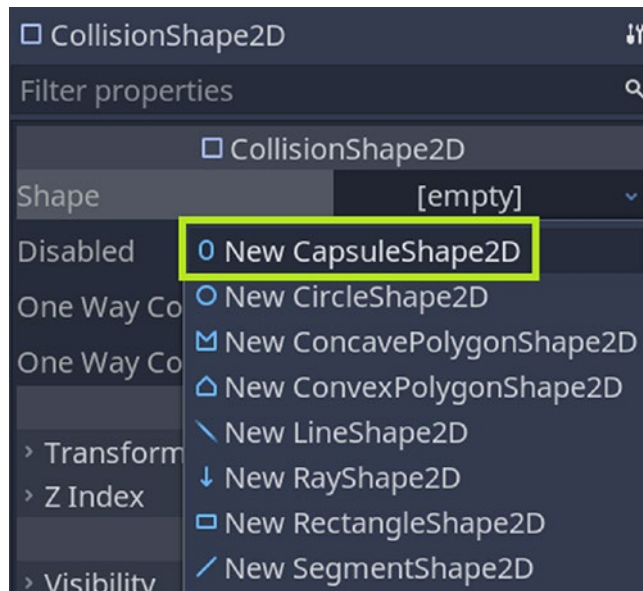 CollisionShape2D
Filter properties
CollisionShape2D
Shape [empty]
Disabled
New CapsuleShape2D
New CircleShape2D
One Way Co
New ConcavePolygonShape2D
One Way Co
New ConvexPolygonShape2D
New LineShape2D
Transform
New RayShape2D
Z Index
New RectangleShape2D
New SegmentShape2D
Visibility